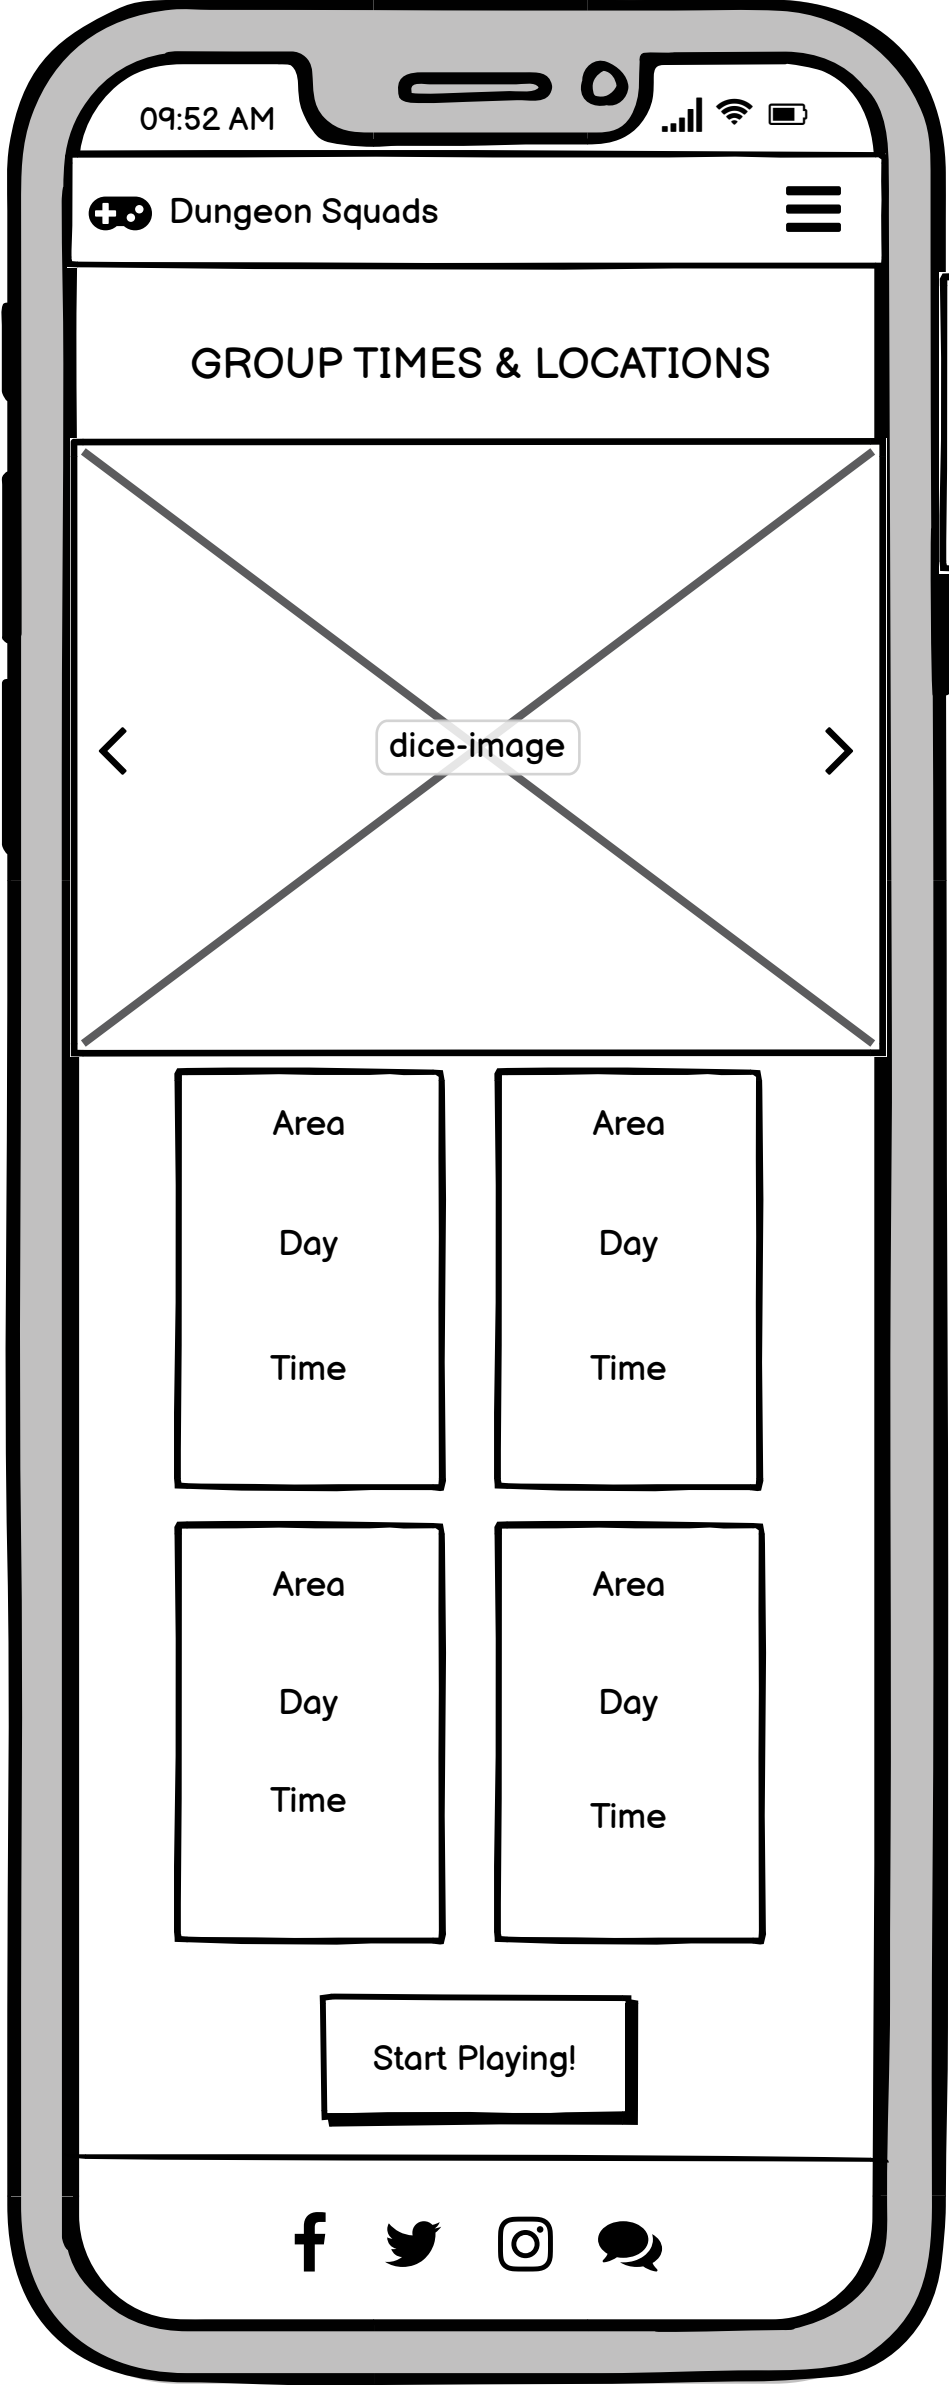 09:52 AM
Dungeon Squads
GROUP TIMES & LOCATIONS
dice-image
Area
Day
Time
Area
Day
Time
Area
Day
Time
Area
Day
Time
Start Playing!